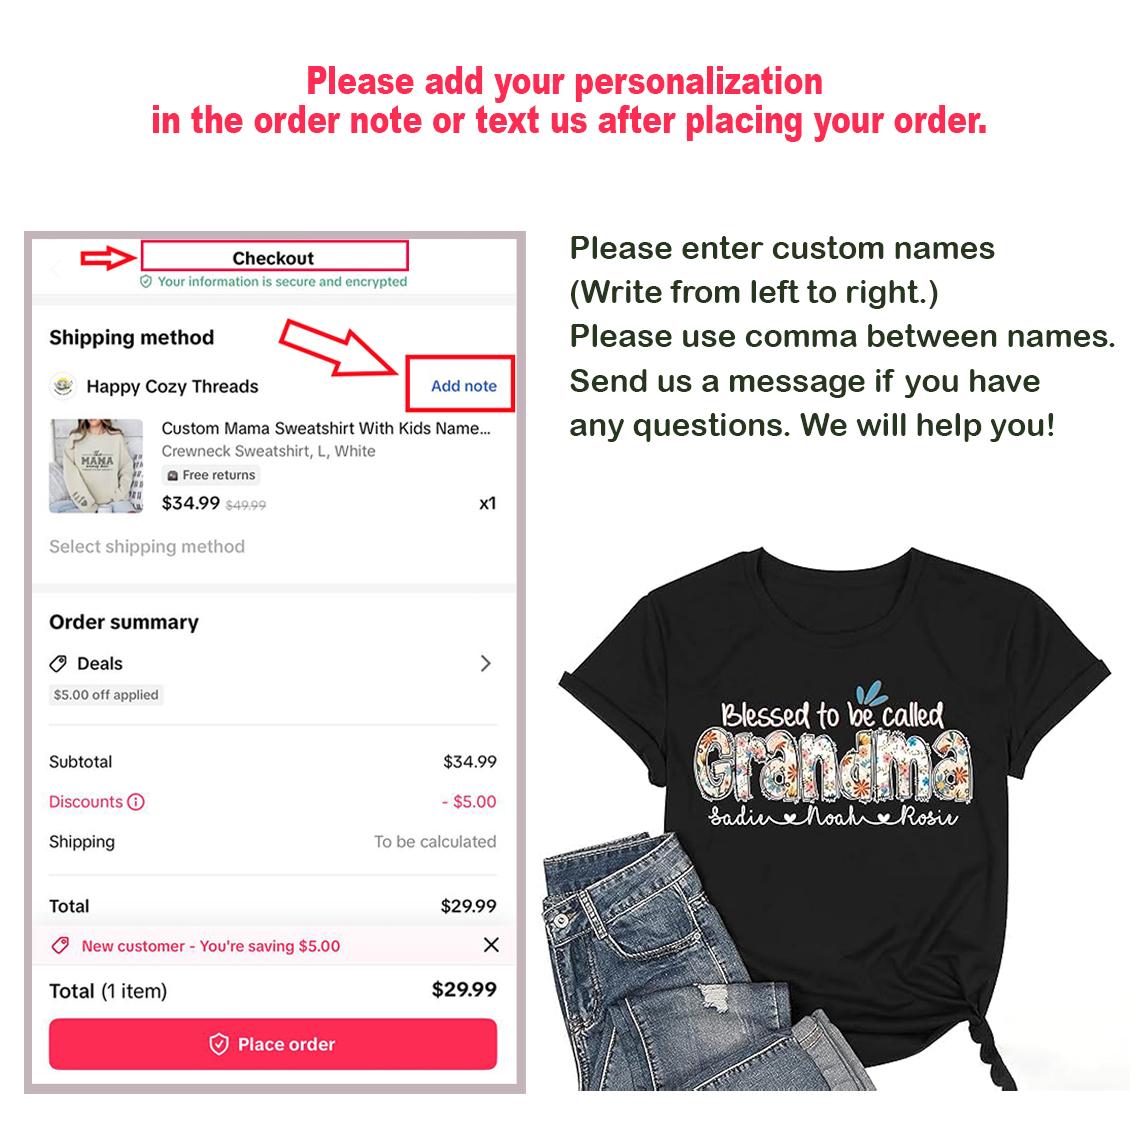 Please add your personalization
in the order note or text us after placing your order.
Checkout
Your information is secure and encrypted
Shipping method
Happy Cozy Threads
Add note
Custom Mama Sweatshirt With Kids Name...
Crewneck Sweatshirt, L, White
Free returns
$34.99 $49.99
x1
MAMA
Select shipping method
Order summary
Deals
$5.00 off applied
Subtotal
$34.99
Discounts
- $5.00
Shipping
To be calculated
Total
$29.99
New customer - You're saving $5.00
Total (1 item)
$29.99
Place order
Please enter custom names
(Write from left to right.)
Please use comma between names.
Send us a message if you have
any questions. We will help you!
Blessed to be called
Grandma
Sadie Noah Rosie